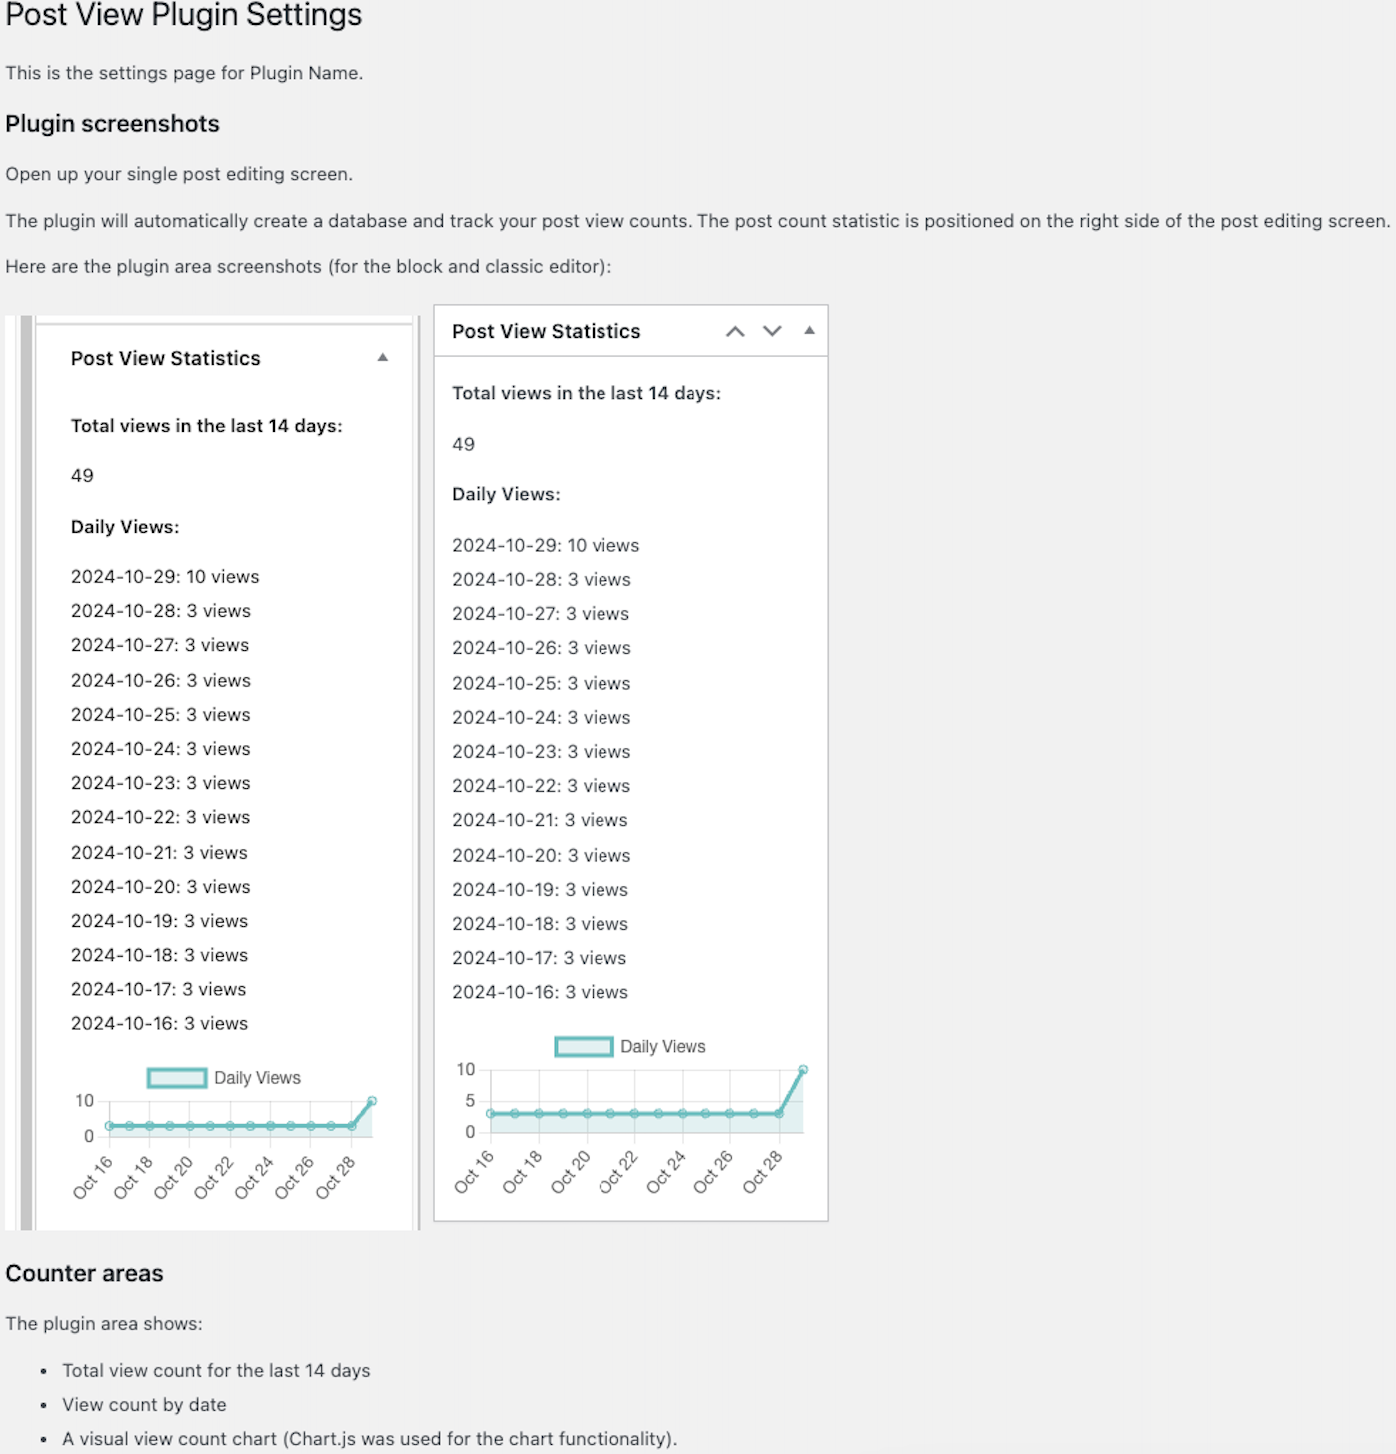 Post View Plugin Settings
This is the settings page for Plugin Name.
Plugin screenshots
Open up your single post editing screen.
The plugin will automatically create a database and track your post view counts. The post count statistic is positioned on the right side of the post editing screen.
Here are the plugin area screenshots (for the block and classic editor):
Post View Statistics
Total views in the last 14 days:
49
Daily Views:
2024-10-29: 10 views
2024-10-28: 3 views
2024-10-27: 3 views
2024-10-26: 3 views
2024-10-25: 3 views
2024-10-24: 3 views
2024-10-23: 3 views
2024-10-22: 3 views
2024-10-21: 3 views
2024-10-20: 3 views
2024-10-19: 3 views
2024-10-18: 3 views
2024-10-17: 3 views
2024-10-16: 3 views
Daily Views
10
0
Oct 16
Oct 18
Oct 20
Oct 22
Oct 24
Oct 26
Oct 28
Post View Statistics
Total views in the last 14 days:
49
Daily Views:
2024-10-29: 10 views
2024-10-28: 3 views
2024-10-27: 3 views
2024-10-26: 3 views
2024-10-25: 3 views
2024-10-24: 3 views
2024-10-23: 3 views
2024-10-22: 3 views
2024-10-21: 3 views
2024-10-20: 3 views
2024-10-19: 3 views
2024-10-18: 3 views
2024-10-17: 3 views
2024-10-16: 3 views
Daily Views
10
5
0
Oct 16
Oct 18
Oct 20
Oct 22
Oct 24
Oct 26
Oct 28
Counter areas
The plugin area shows:
• Total view count for the last 14 days
• View count by date
• A visual view count chart (Chart.js was used for the chart functionality).